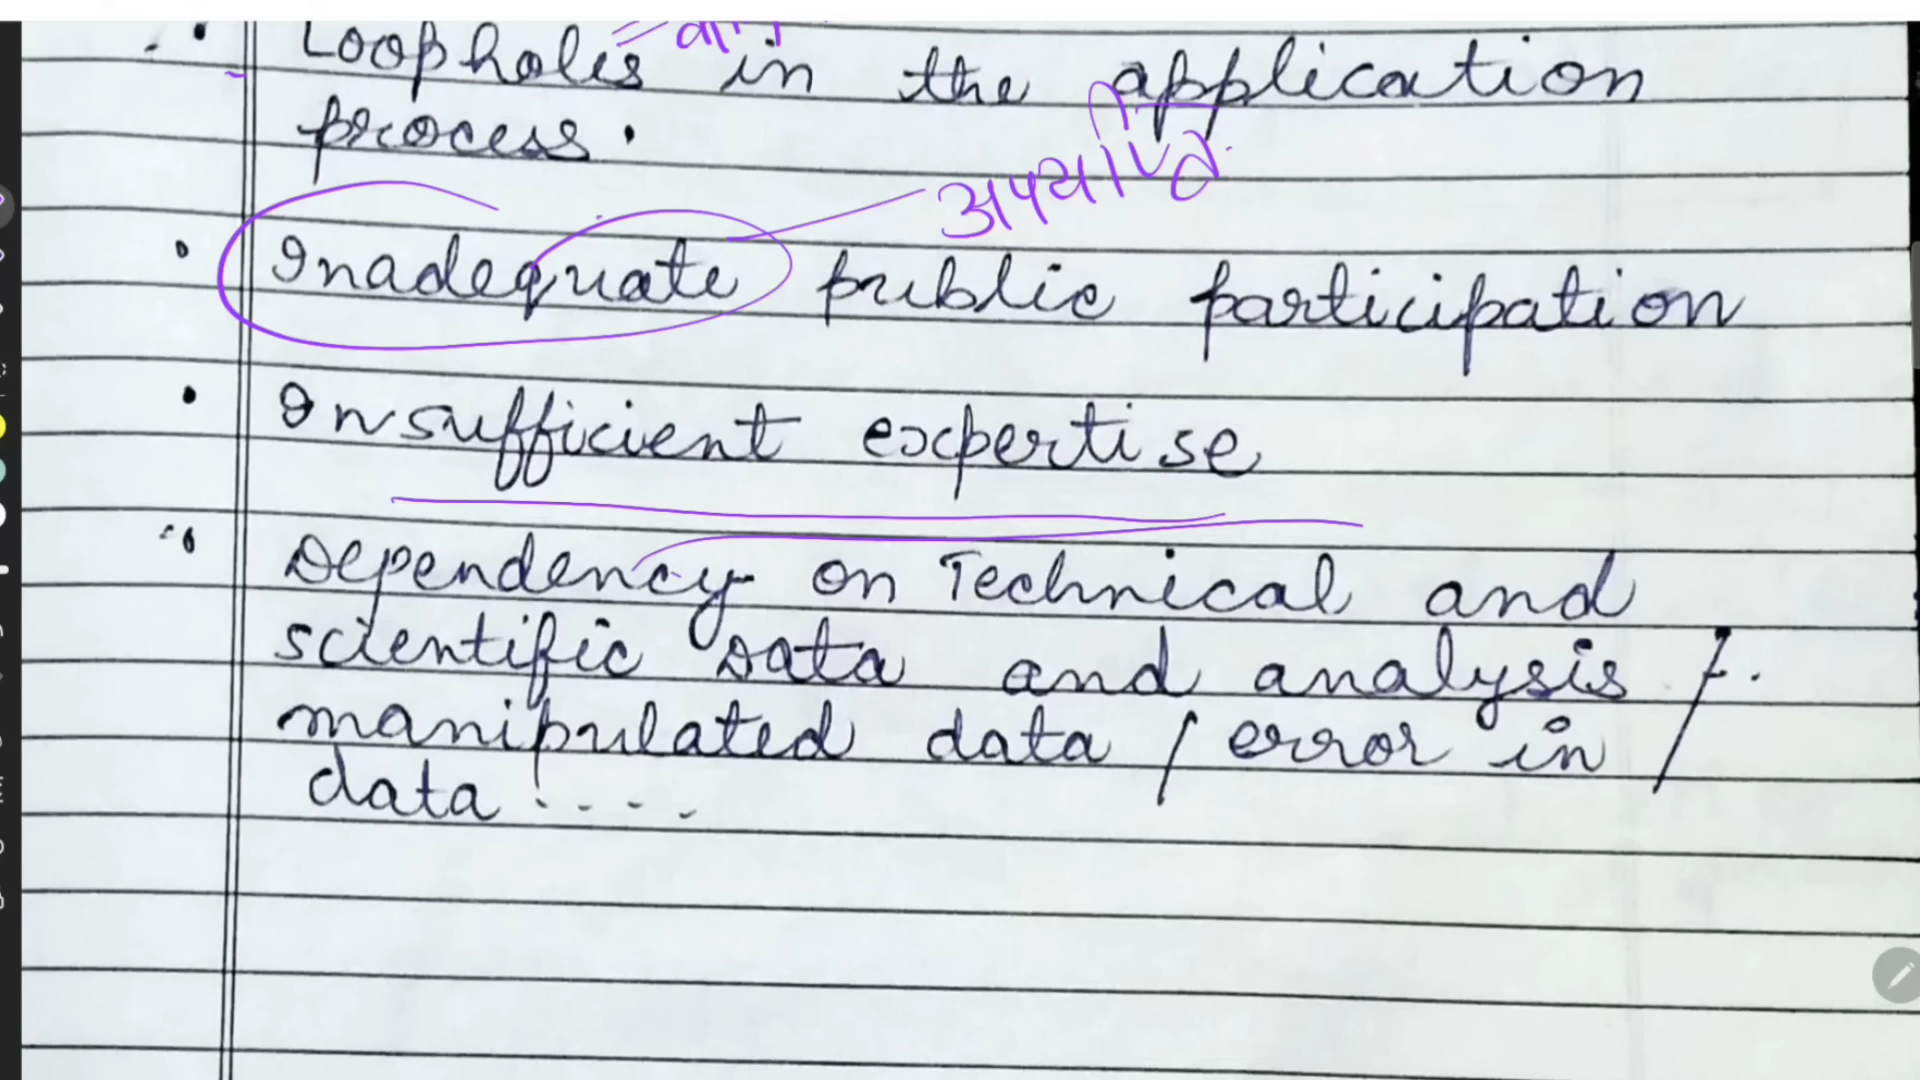 Loopholes in the application
process.
Inadequate public participation
Insufficient expertise
Dependency on Technical and
scientific Data and analysis /
manipulated data / error in /
data . . . .